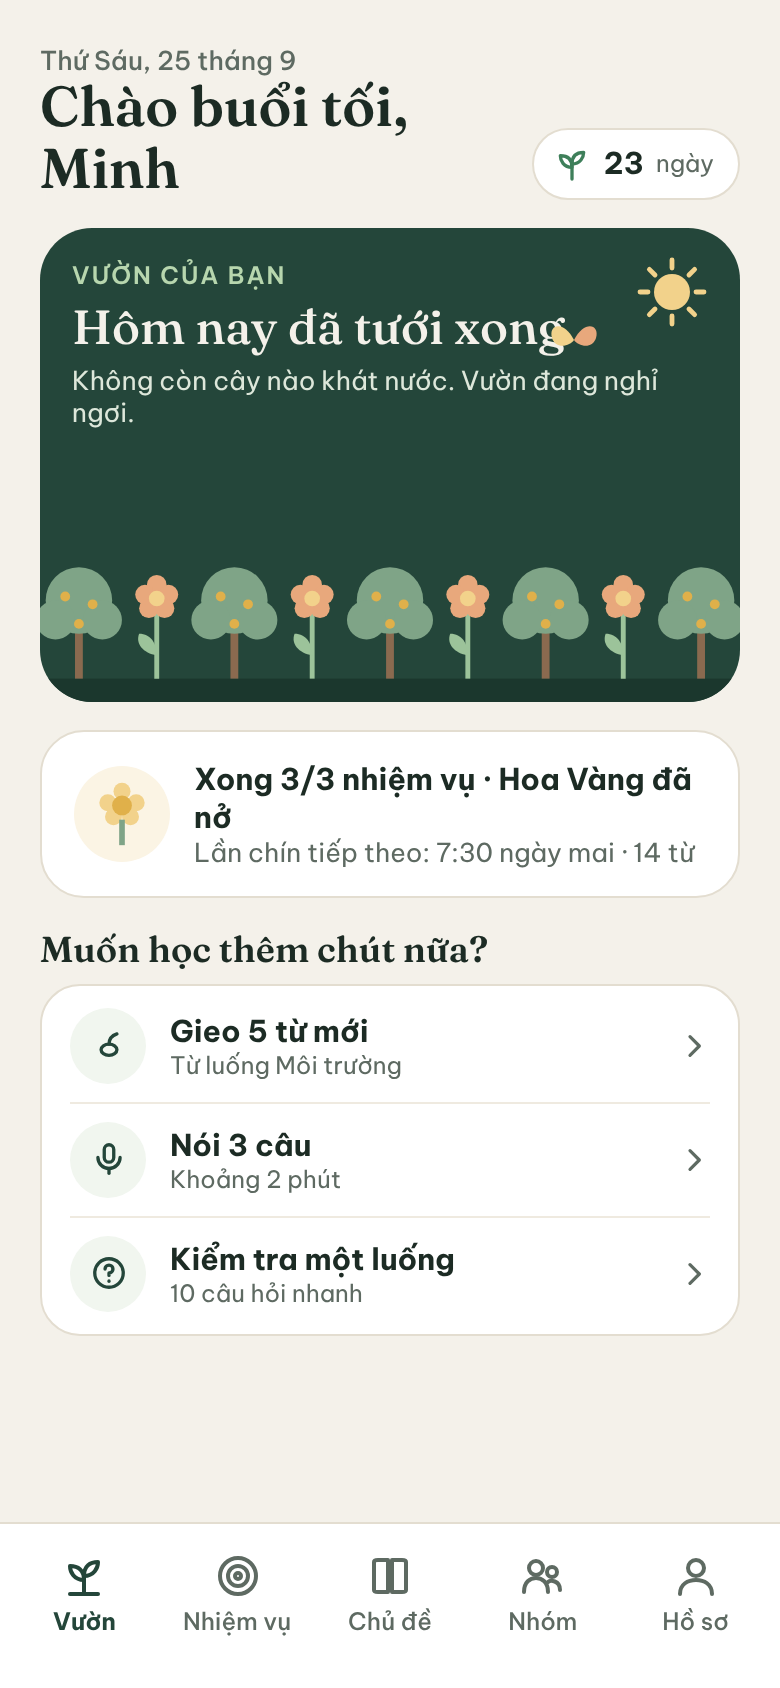 Thứ Sáu, 25 tháng 9
Chào buổi tối,
Minh
23 ngày
VƯỜN CỦA BẠN
Hôm nay đã tưới xong
Không còn cây nào khát nước. Vườn đang nghỉ
ngơi.
Xong 3/3 nhiệm vụ · Hoa Vàng đã
nở
Lần chín tiếp theo: 7:30 ngày mai · 14 từ
Muốn học thêm chút nữa?
Gieo 5 từ mới
Từ luống Môi trường
Nói 3 câu
Khoảng 2 phút
Kiểm tra một luống
10 câu hỏi nhanh
Vườn
Nhiệm vụ
Chủ đề
Nhóm
Hồ sơ